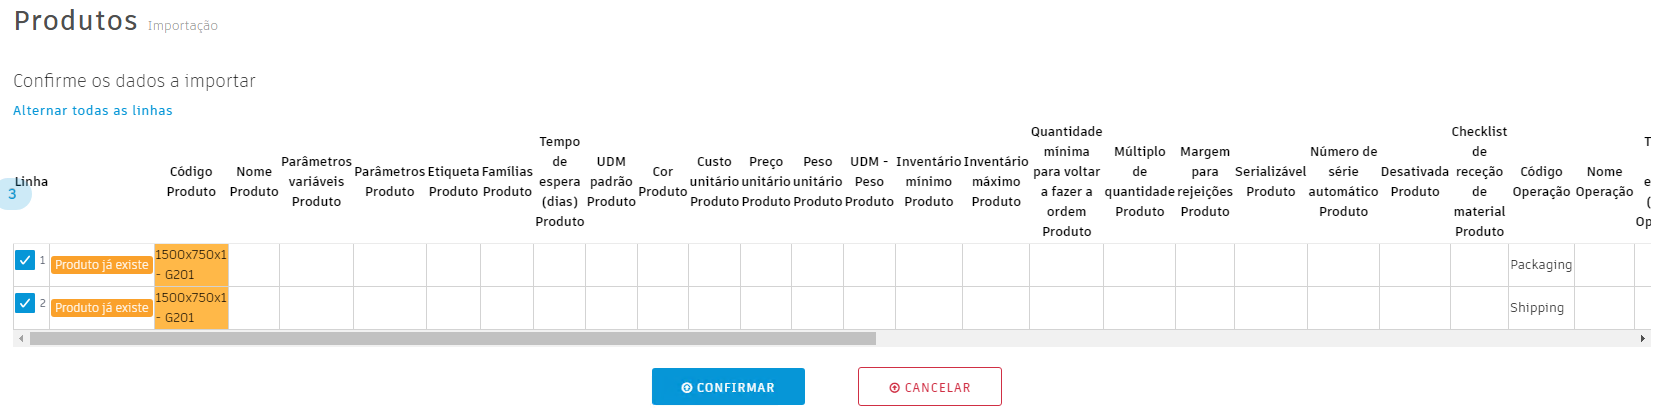 Produtos Importação
Confirme os dados a importar
Alternar todas as linhas
3
Linha
Código
Produto
Nome
Produto
Parâmetros
variáveis
Produto
Parâmetros
Produto
Etiqueta
Produto
Famílias
Produto
Tempo
de
espera
(dias)
Produto
UDM
padrão
Produto
Cor
Produto
Custo
unitário
Produto
Preço
unitário
Produto
Peso
unitário
Produto
UDM -
Peso
Produto
Inventário
mínimo
Produto
Inventário
máximo
Produto
Quantidade
mínima
para voltar
a fazer a
ordem
Produto
Múltiplo
de
quantidade
Produto
Margem
para
rejeições
Produto
Serializável
Produto
Número de
série
automático
Produto
Desativada
Produto
Checklist
de
receção
de
material
Produto
Código
Operação
Nome
Operação
T
e
(
Op
1 Produto já existe 1500x750x1 Packaging
- G201
2 Produto já existe 1500x750x1 Shipping
- G201
CONFIRMAR
CANCELAR